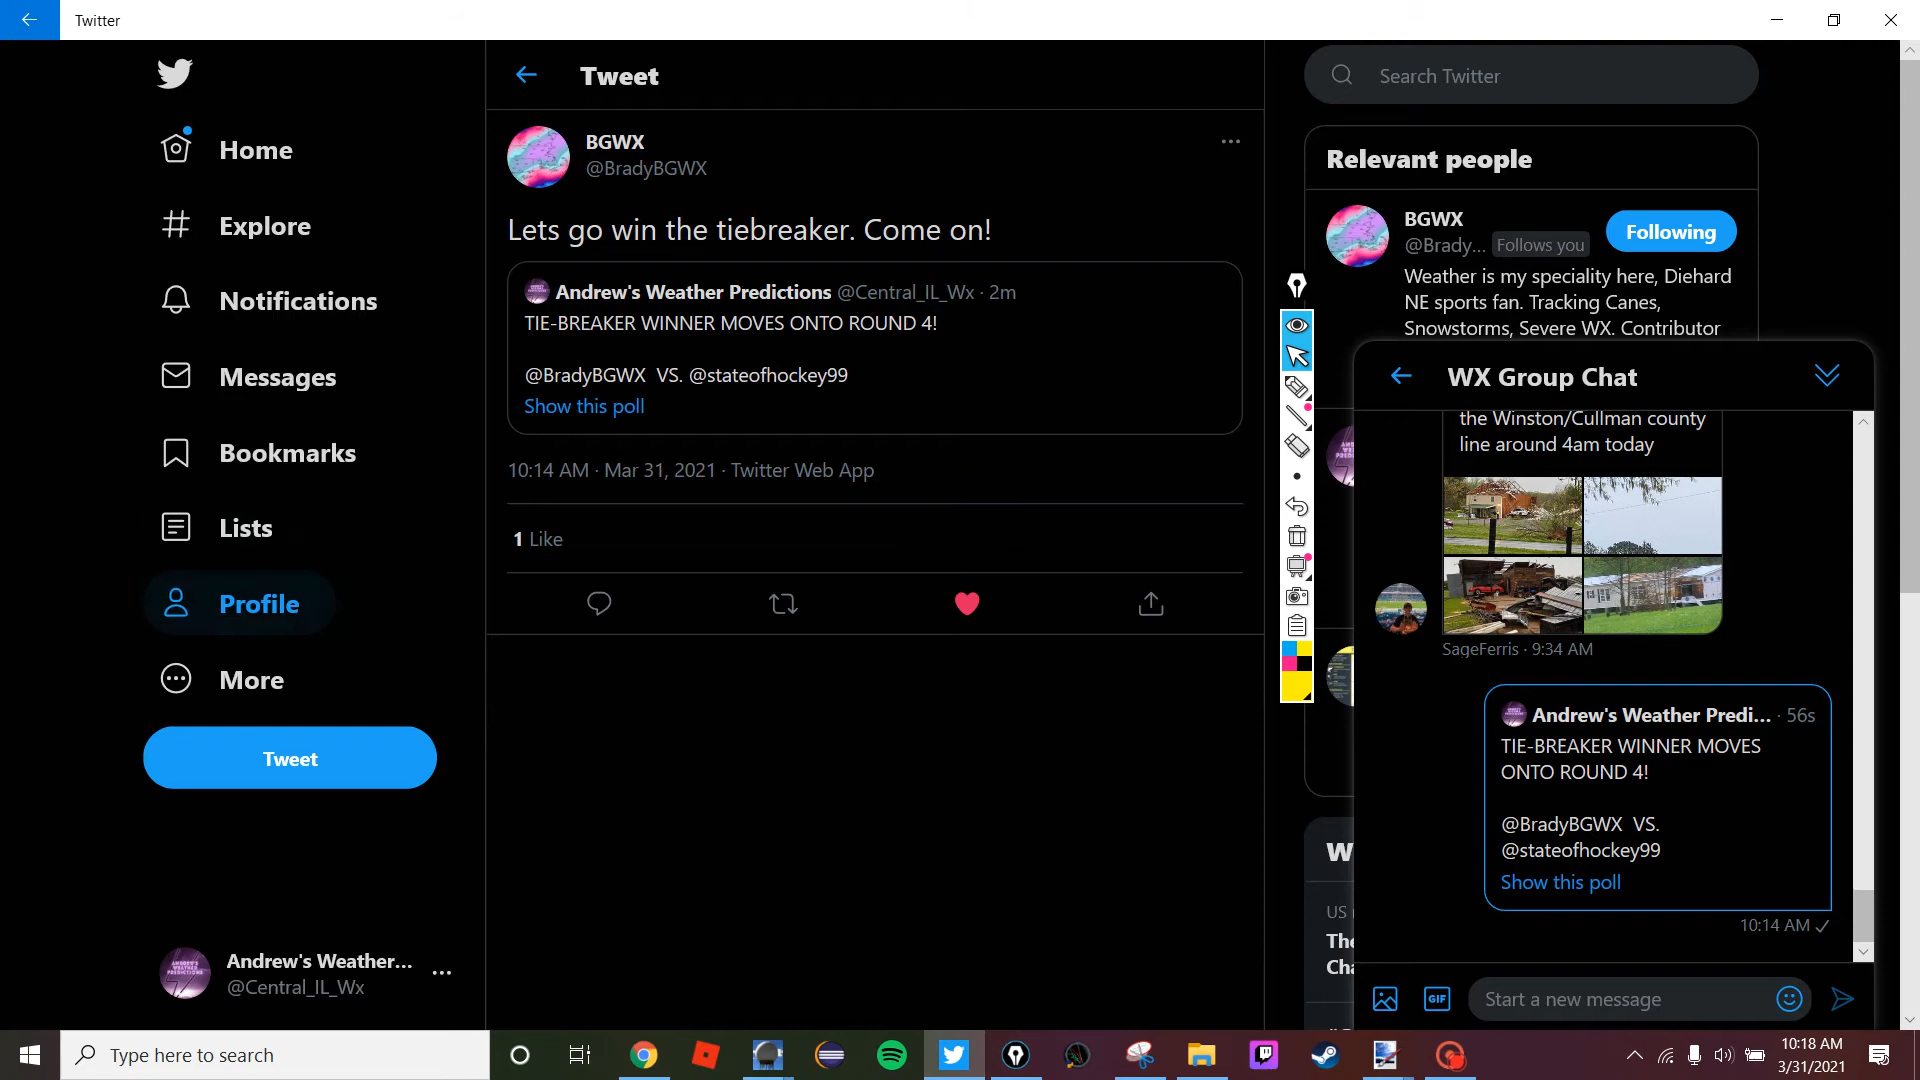 Twitter
Home
Explore
Notifications
Messages
Bookmarks
Lists
Profile
More
Tweet
Andrew's Weather...
@Central_IL_Wx
Tweet
BGWX
@BradyBGWX
Lets go win the tiebreaker. Come on!
Andrew's Weather Predictions @Central_IL_Wx · 2m
TIE-BREAKER WINNER MOVES ONTO ROUND 4!
@BradyBGWX VS. @stateofhockey99
Show this poll
10:14 AM · Mar 31, 2021 · Twitter Web App
1 Like
Search Twitter
Relevant people
BGWX
@Brady... Follows you
Following
Weather is my speciality here, Diehard
NE sports fan. Tracking Canes,
Snowstorms, Severe WX. Contributor
WX Group Chat
the Winston/Cullman county
line around 4am today
SageFerris · 9:34 AM
Andrew's Weather Predi... · 56s
TIE-BREAKER WINNER MOVES
ONTO ROUND 4!
@BradyBGWX VS.
@stateofhockey99
Show this poll
10:14 AM
US
GIF
Start a new message
Type here to search
10:18 AM
3/31/2021